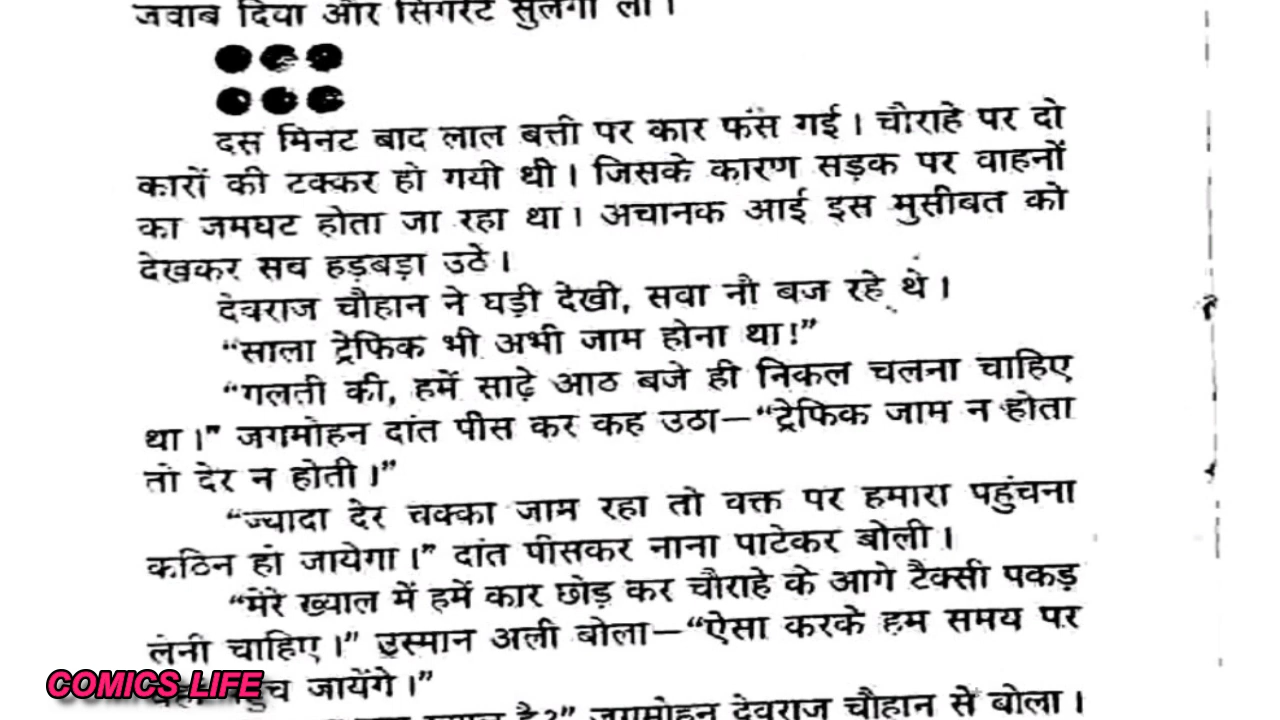 जवाब दिया और सिगरेट सुलगा ली।
दस मिनट बाद लाल बत्ती पर कार फंस गई। चौराहे पर दो
कारों की टक्कर हो गयी थी। जिसके कारण सड़क पर वाहनों
का जमघट होता जा रहा था। अचानक आई इस मुसीबत को
देखकर सब हड़बड़ा उठे।
देवराज चौहान ने घड़ी देखी, सवा नौ बज रहे थे।
“साला ट्रेफिक भी अभी जाम होना था!”
“गलती की, हमें साढ़े आठ बजे ही निकल चलना चाहिए
था।” जगमोहन दांत पीस कर कह उठा—“ट्रेफिक जाम न होता
तो देर न होती।”
“ज्यादा देर चक्का जाम रहा तो वक्त पर हमारा पहुंचना
कठिन हो जायेगा।” दांत पीसकर नाना पाटेकर बोली।
“मेरे ख्याल में हमें कार छोड़ कर चौराहे के आगे टैक्सी पकड़
लेनी चाहिए।” उस्मान अली बोला—“ऐसा करके हम समय पर
COMICS LIFE जायेंगे।”
है?” जगमोहन देवराज चौहान से बोला।